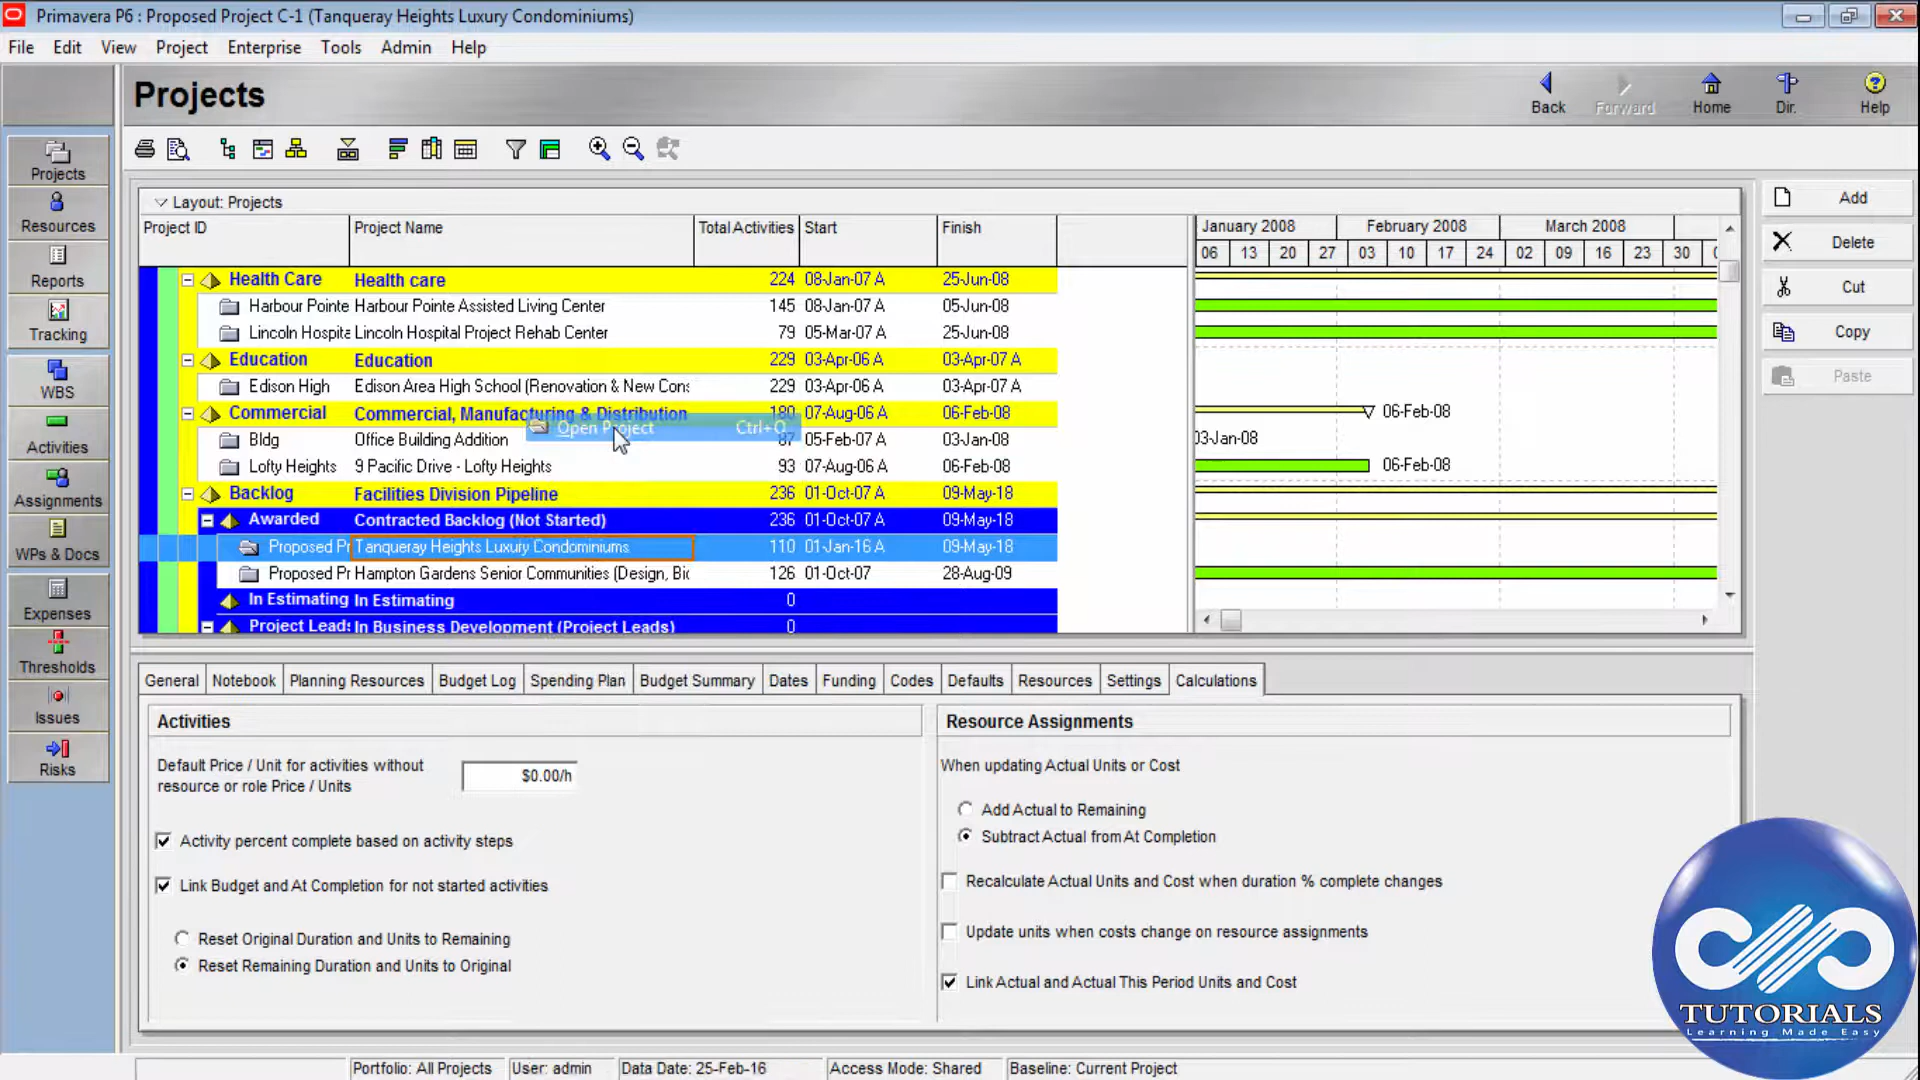 Primavera P6 : Proposed Project C-1 (Tanqueray Heights Luxury Condominiums)
File Edit View Project Enterprise Tools Admin Help
Projects
Back Forward Home Dir. Help
Projects
Resources
Reports
Tracking
WBS
Activities
Assignments
WPs & Docs
Expenses
Thresholds
Issues
Risks
Layout: Projects
Project ID Project Name Total Activities Start Finish
January 2008 February 2008 March 2008
06 13 20 27 03 10 17 24 02 09 16 23 30
Health Care Health care 224 08-Jan-07 A 25-Jun-08
Harbour Pointe Harbour Pointe Assisted Living Center 145 08-Jan-07 A 05-Jun-08
Lincoln Hospita Lincoln Hospital Project Rehab Center 79 05-Mar-07 A 25-Jun-08
Education Education 229 03-Apr-06 A 03-Apr-07 A
Edison High Edison Area High School (Renovation & New Cons 229 03-Apr-06 A 03-Apr-07 A
Commercial Commercial, Manufacturing & Distribution 180 07-Aug-06 A 06-Feb-08 06-Feb-08
Open Project Ctrl+O
Bldg Office Building Addition 87 05-Feb-07 A 03-Jan-08 03-Jan-08
Lofty Heights 9 Pacific Drive - Lofty Heights 93 07-Aug-06 A 06-Feb-08 06-Feb-08
Backlog Facilities Division Pipeline 236 01-Oct-07 A 09-May-18
Awarded Contracted Backlog (Not Started) 236 01-Oct-07 A 09-May-18
Proposed Pr Tanqueray Heights Luxury Condominiums 110 01-Jan-16 A 09-May-18
Proposed Pr Hampton Gardens Senior Communities (Design, Bid 126 01-Oct-07 28-Aug-09
In Estimating In Estimating 0
Project Leads In Business Development (Project Leads) 0
Add
Delete
Cut
Copy
Paste
General Notebook Planning Resources Budget Log Spending Plan Budget Summary Dates Funding Codes Defaults Resources Settings Calculations
Activities
Default Price / Unit for activities without
resource or role Price / Units
$0.00/h
Activity percent complete based on activity steps
Link Budget and At Completion for not started activities
Reset Original Duration and Units to Remaining
Reset Remaining Duration and Units to Original
Resource Assignments
When updating Actual Units or Cost
Add Actual to Remaining
Subtract Actual from At Completion
Recalculate Actual Units and Cost when duration % complete changes
Update units when costs change on resource assignments
Link Actual and Actual This Period Units and Cost
TUTORIALS
Learning Made Easy
Portfolio: All Projects User: admin Data Date: 25-Feb-16 Access Mode: Shared Baseline: Current Project